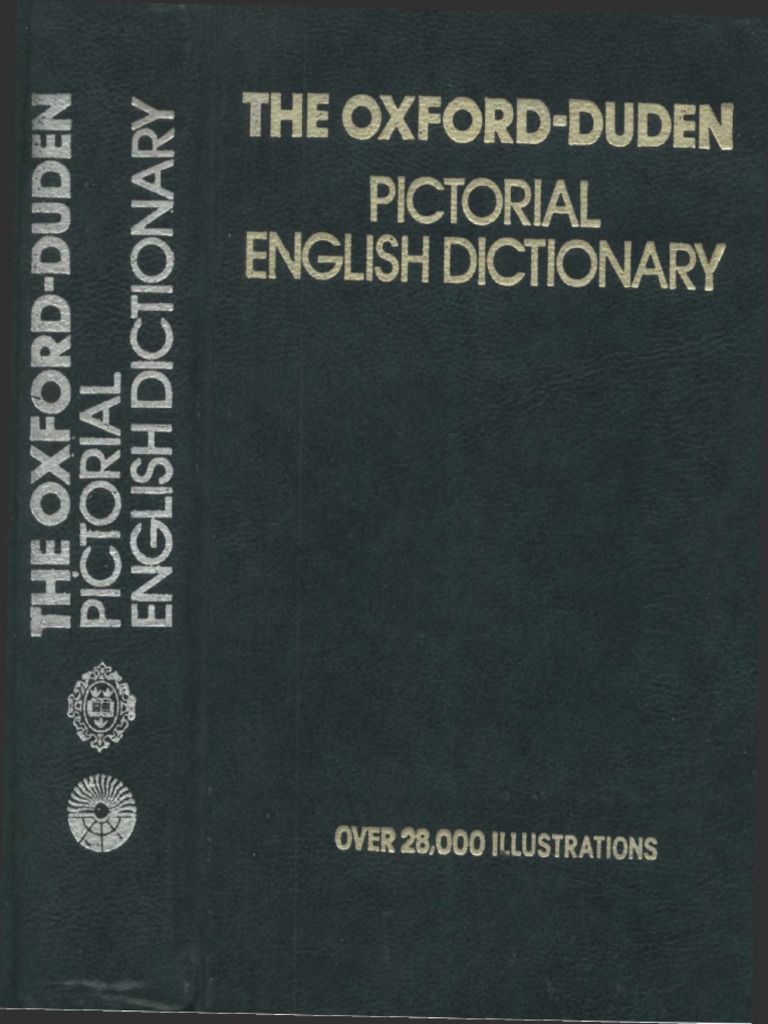 THE OXFORD-DUDEN
PICTORIAL
ENGLISH DICTIONARY
THE OXFORD-DUDEN
PICTORIAL
ENGLISH DICTIONARY
OVER 28,000 ILLUSTRATIONS